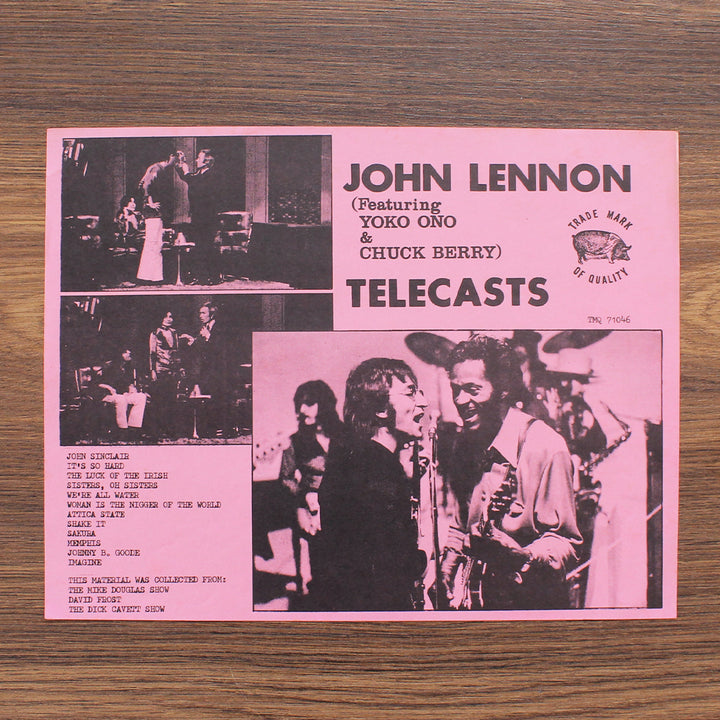 JOHN LENNON
(Featuring
YOKO ONO
&
CHUCK BERRY)
TELECASTS
TRADE MARK
OF QUALITY
TMQ 71046
JOHN SINCLAIR
IT'S SO HARD
THE LUCK OF THE IRISH
SISTERS, OH SISTERS
WE'RE ALL WATER
WOMAN IS THE NIGGER OF THE WORLD
ATTICA STATE
SHAKE IT
SAKURA
MEMPHIS
JOHNNY B. GOODE
IMAGINE
THIS MATERIAL WAS COLLECTED FROM:
THE MIKE DOUGLAS SHOW
DAVID FROST
THE DICK CAVETT SHOW